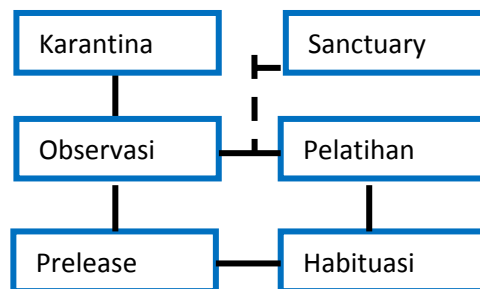 Karantina
Sanctuary
Observasi
Pelatihan
Prelease
Habituasi